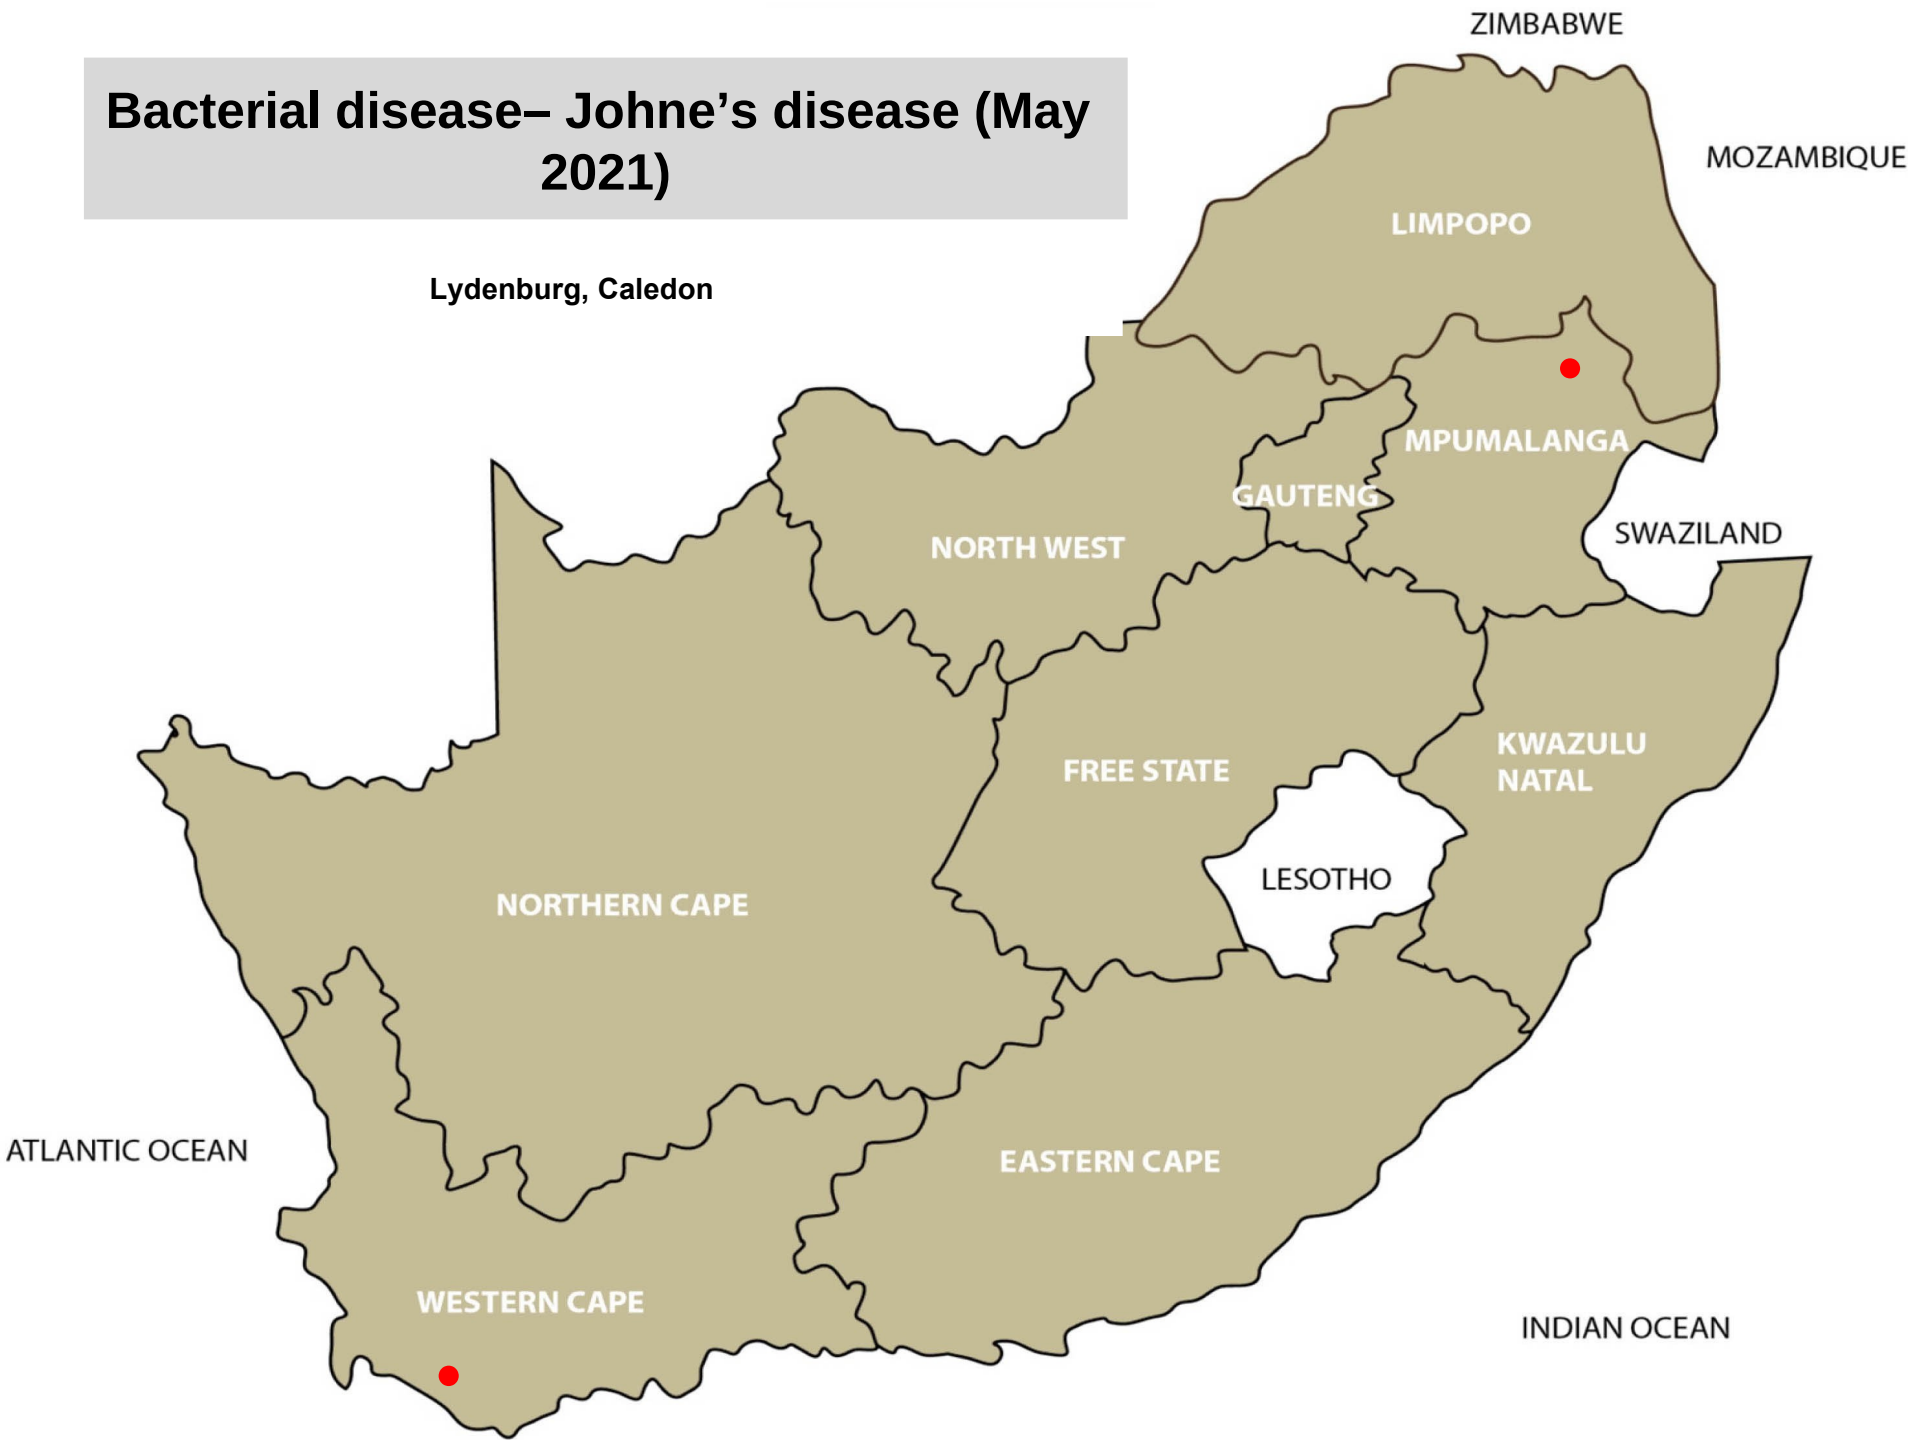 ZIMBABWE
Bacterial disease– Johne’s disease (May
2021)
MOZAMBIQUE
LIMPOPO
Lydenburg, Caledon
MPUMALANGA
GAUTENG
SWAZILAND
NORTH WEST
KWAZULU
NATAL
FREE STATE
LESOTHO
NORTHERN CAPE
ATLANTIC OCEAN
EASTERN CAPE
WESTERN CAPE
INDIAN OCEAN